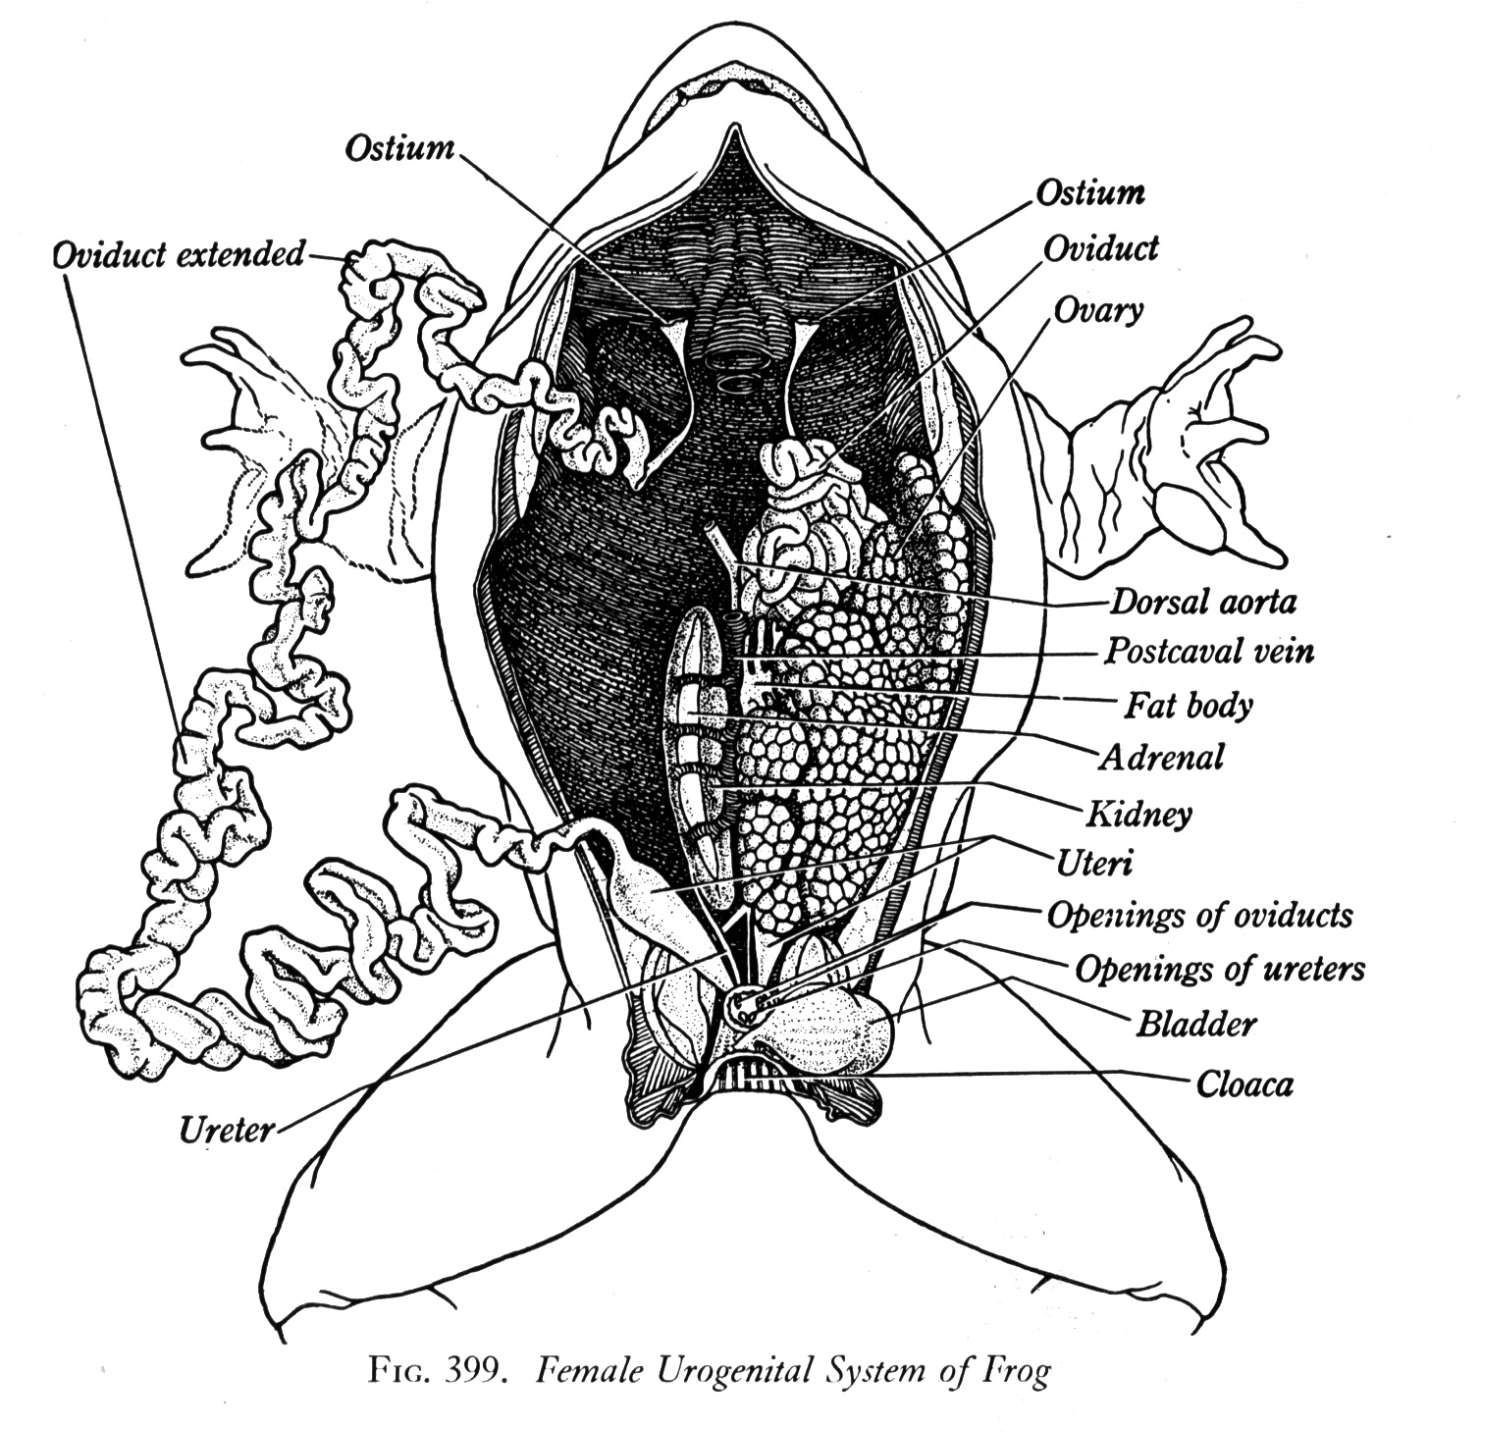 Ostium
Ostium
Oviduct extended
Oviduct
Ovary
Dorsal aorta
Postcaval vein
Fat body
Adrenal
Kidney
Uteri
Openings of oviducts
Openings of ureters
Bladder
Cloaca
Ureter
FIG. 399. Female Urogenital System of Frog